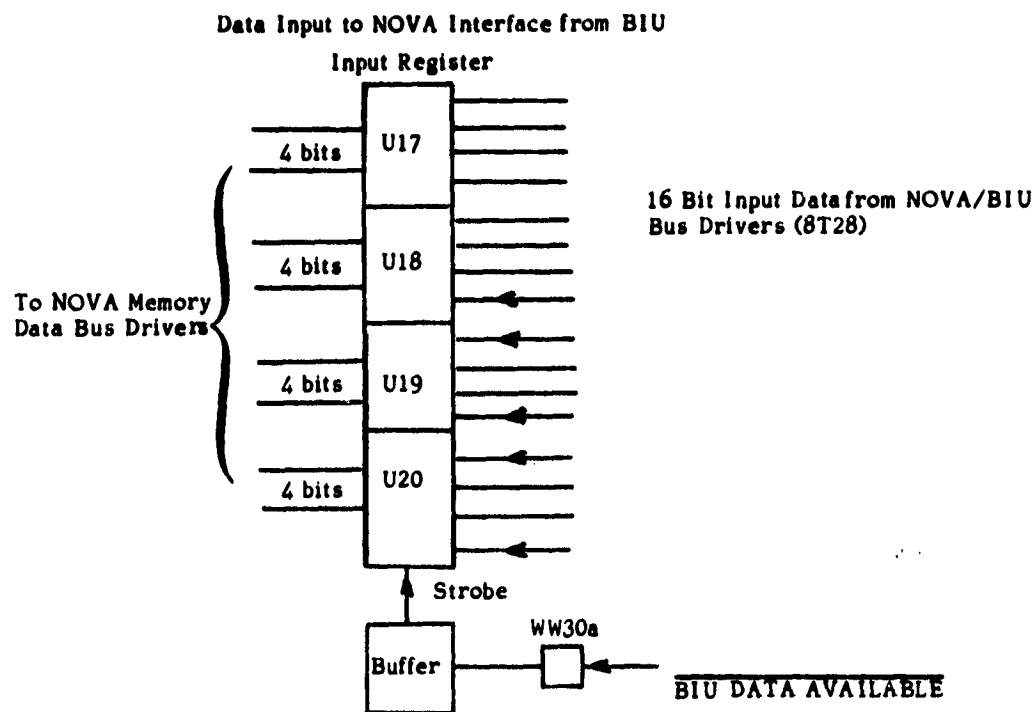 Data Input to NOVA Interface from BIU
Input Register
U17
4 bits
16 Bit Input Data from NOVA/BIU
Bus Drivers (8T28)
U18
4 bits
To NOVA Memory
Data Bus Drivers
U19
4 bits
U20
4 bits
Strobe
WW30a
Buffer
BIU DATA AVAILABLE